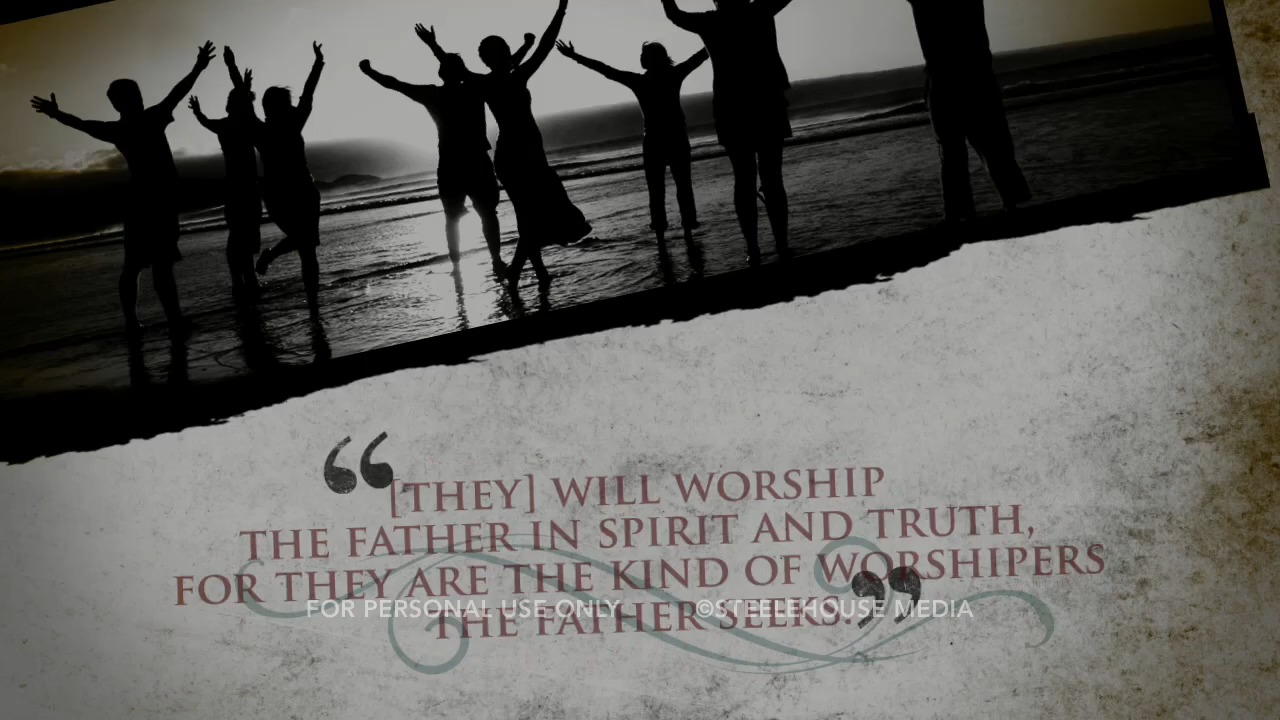 “[THEY] WILL WORSHIP
THE FATHER IN SPIRIT AND TRUTH,
FOR THEY ARE THE KIND OF WORSHIPERS
THE FATHER SEEKS.”
FOR PERSONAL USE ONLY ©STEELEHOUSE MEDIA